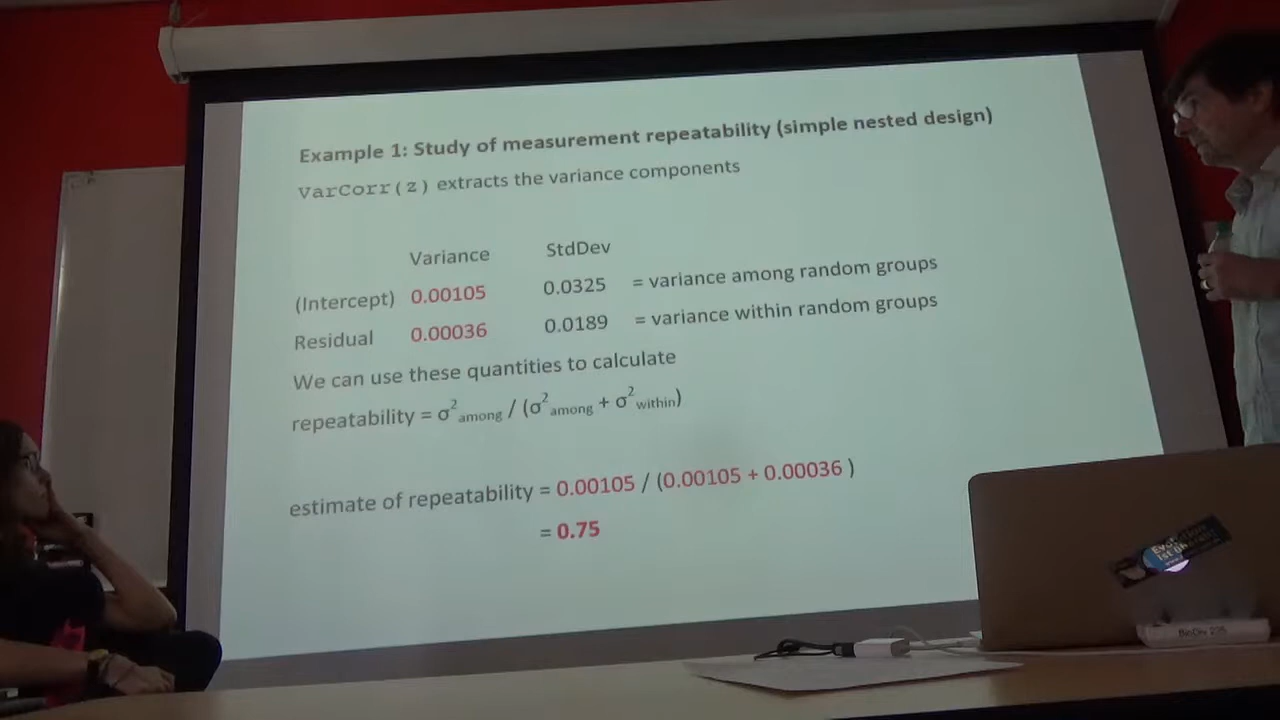 Example 1: Study of measurement repeatability (simple nested design)
VarCorr(z) extracts the variance components
Variance StdDev
(Intercept) 0.00105 0.0325 = variance among random groups
Residual 0.00036 0.0189 = variance within random groups
We can use these quantities to calculate
repeatability = σ²among / (σ²among + σ²within)
estimate of repeatability = 0.00105 / (0.00105 + 0.00036 )
= 0.75
ist
BioDiv